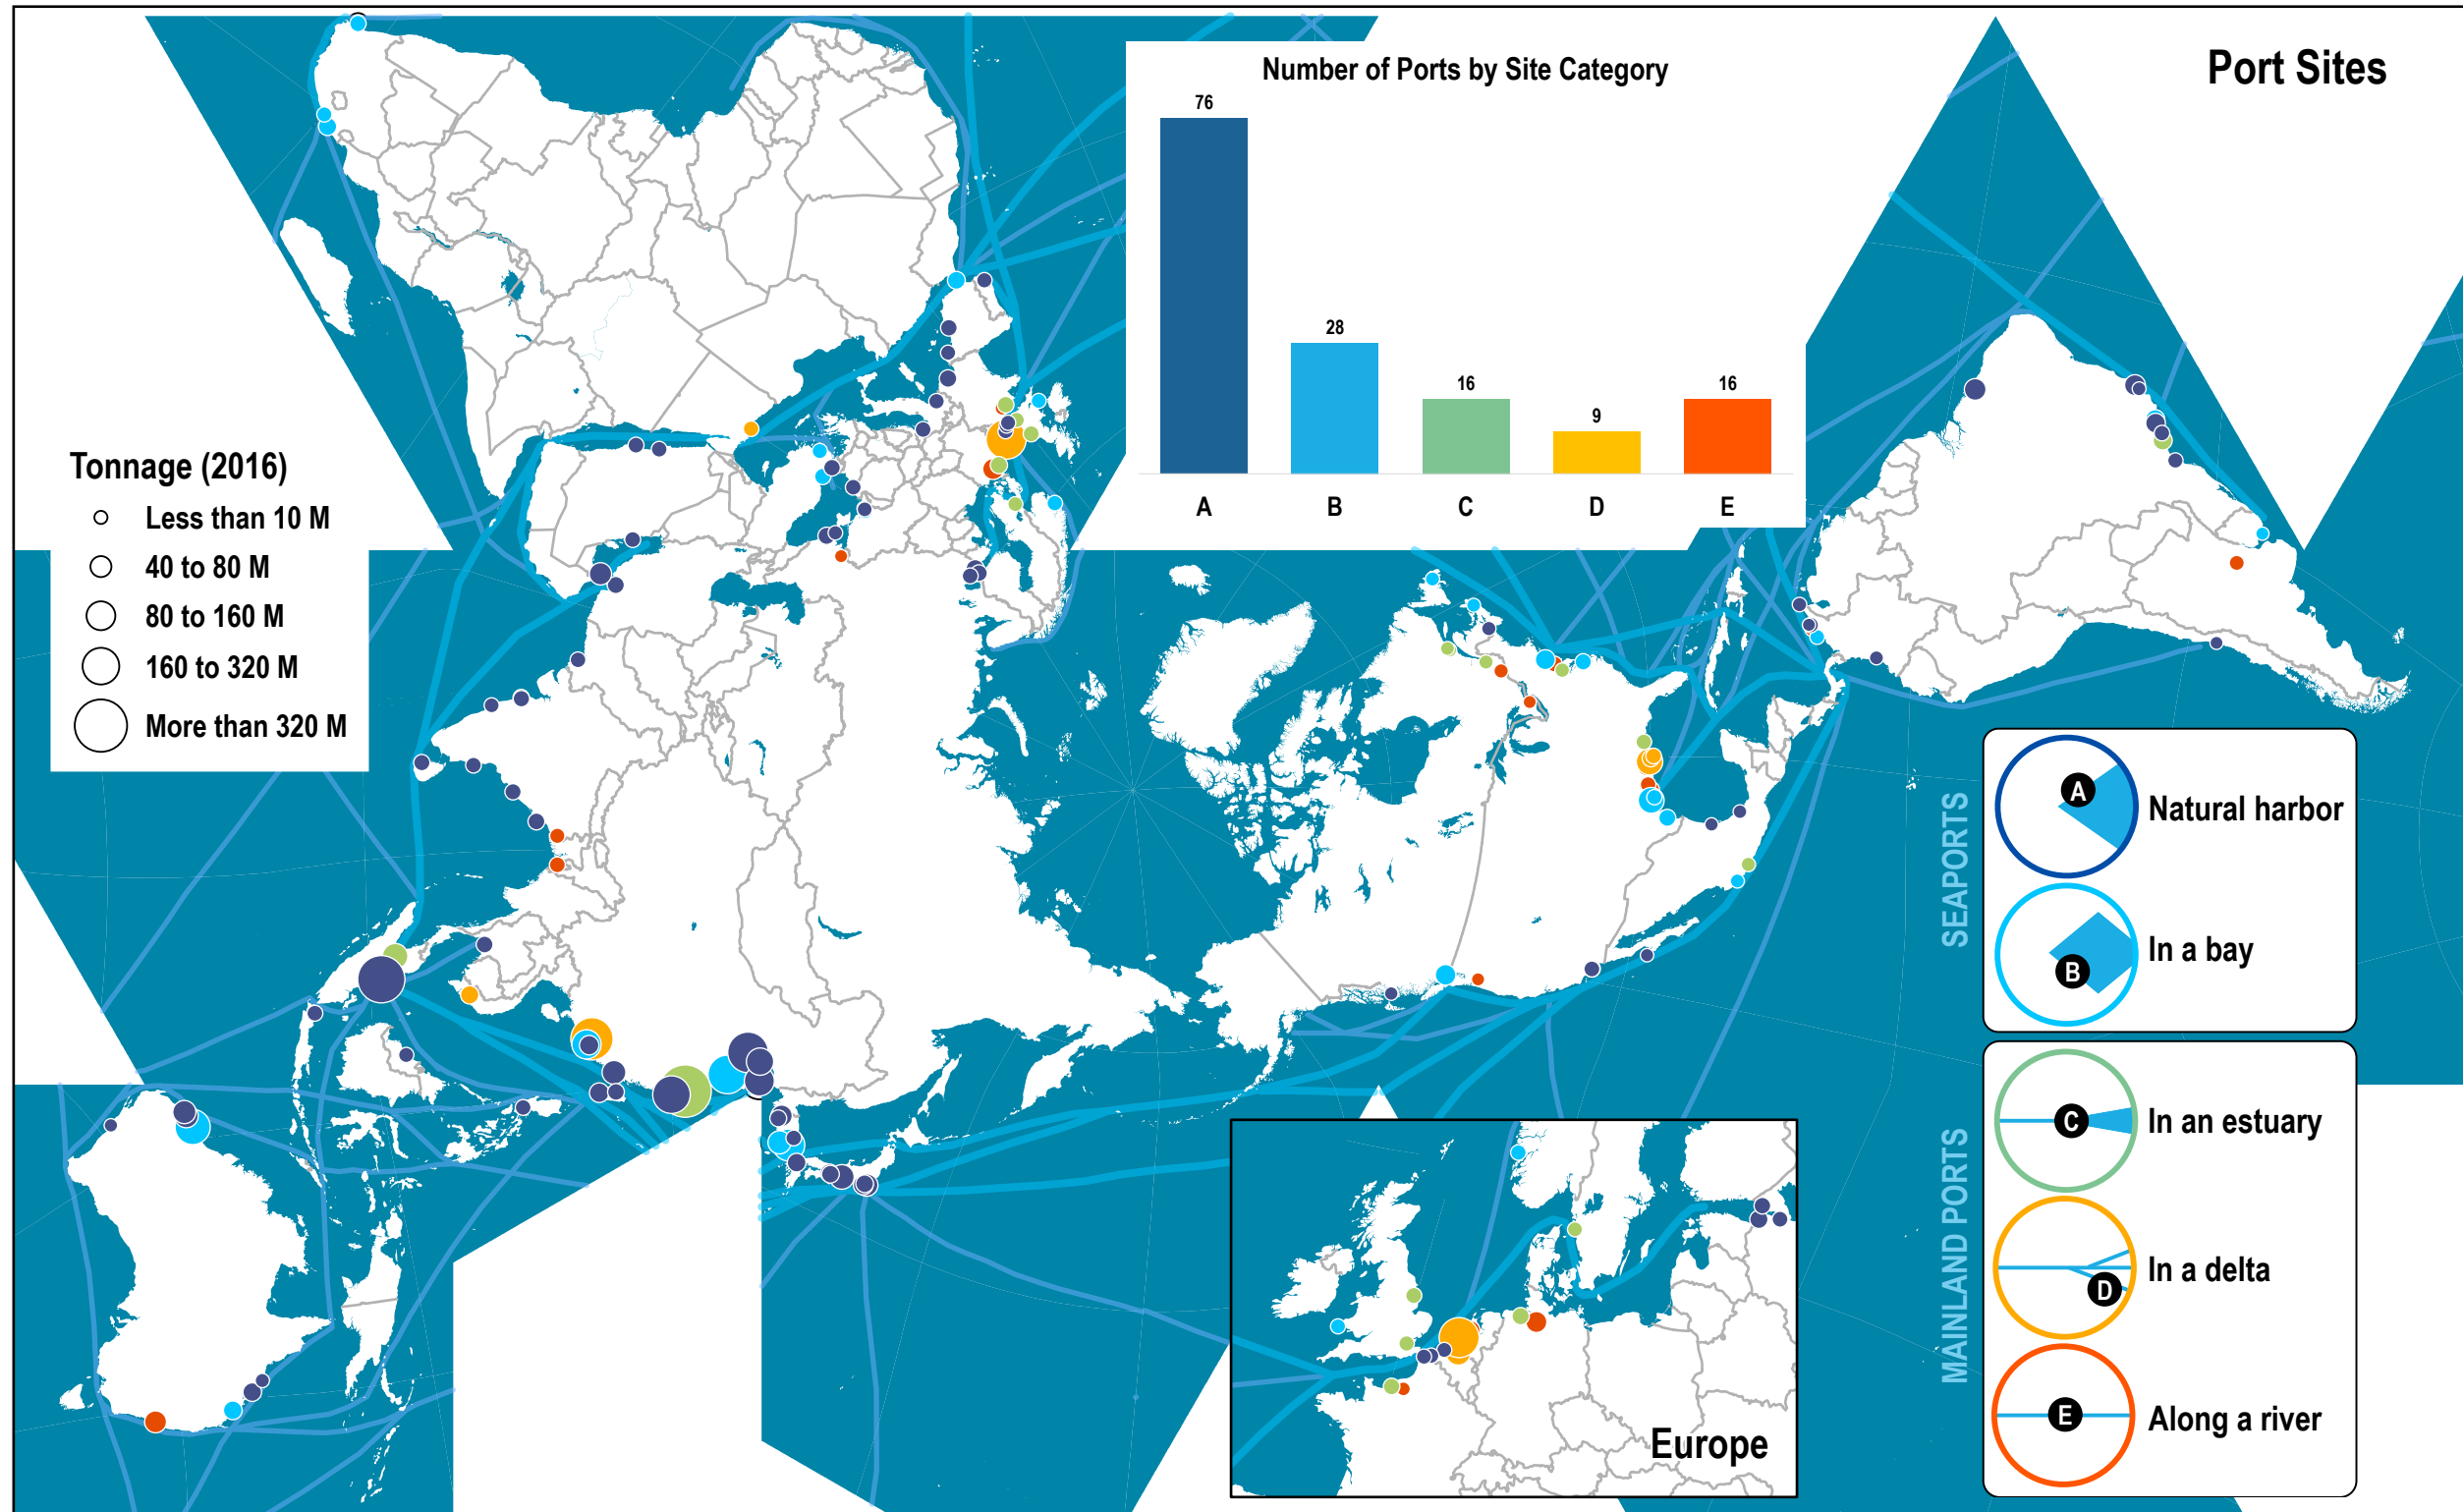 Port Sites
Number of Ports by Site Category
76
28
16
9
16
A
B
C
D
E
Tonnage (2016)
Less than 10 M
40 to 80 M
80 to 160 M
160 to 320 M
More than 320 M
SEAPORTS
A
Natural harbor
B
In a bay
MAINLAND PORTS
C
In an estuary
D
In a delta
E
Along a river
Europe